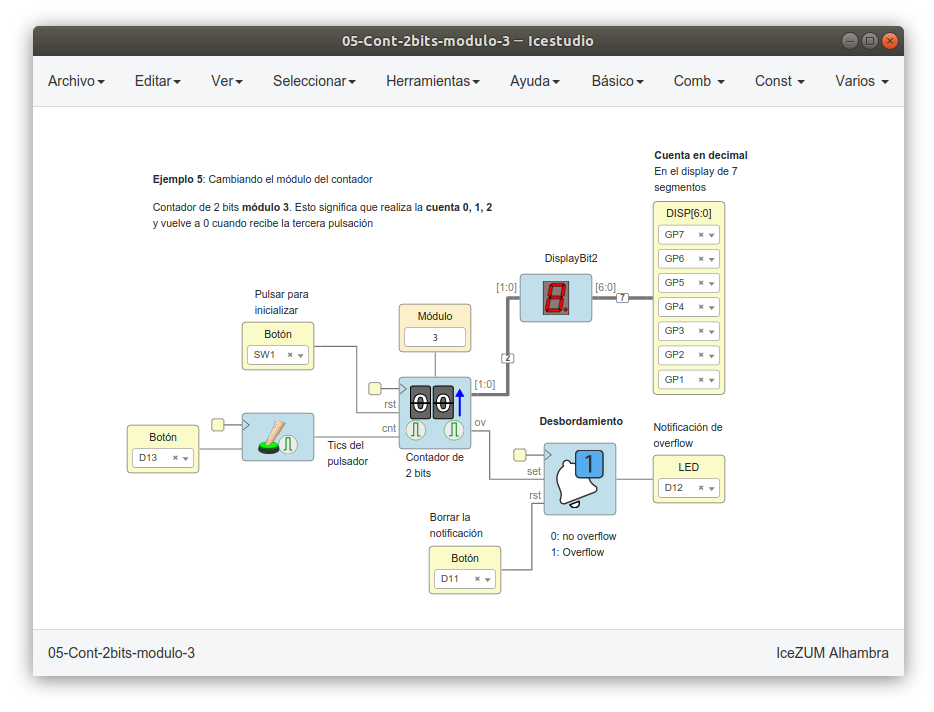 05-Cont-2bits-modulo-3 – Icestudio
Archivo Editar Ver Seleccionar Herramientas Ayuda Básico Comb Const Varios
Ejemplo 5: Cambiando el módulo del contador
Contador de 2 bits módulo 3. Esto significa que realiza la cuenta 0, 1, 2
y vuelve a 0 cuando recibe la tercera pulsación
Cuenta en decimal
En el display de 7
segmentos
DISP[6:0]
GP7
GP6
GP5
GP4
GP3
GP2
GP1
DisplayBit2
[1:0]
[6:0]
7
2
Pulsar para
inicializar
Botón
SW1
Módulo
3
[1:0]
rst
cnt
ov
00
Contador de
2 bits
Botón
D13
Tics del
pulsador
Desbordamiento
set
rst
1
0: no overflow
1: Overflow
Notificación de
overflow
LED
D12
Borrar la
notificación
Botón
D11
05-Cont-2bits-modulo-3
IceZUM Alhambra